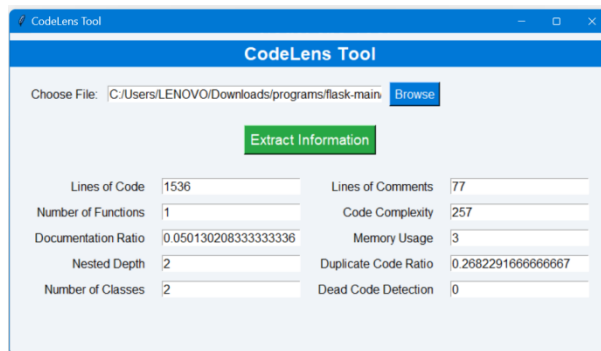 CodeLens Tool
CodeLens Tool
Choose File: C:/Users/LENOVO/Downloads/programs/flask-main/ Browse
Extract Information
Lines of Code 1536 Lines of Comments 77
Number of Functions 1 Code Complexity 257
Documentation Ratio 0.050130208333333336 Memory Usage 3
Nested Depth 2 Duplicate Code Ratio 0.2682291666666667
Number of Classes 2 Dead Code Detection 0